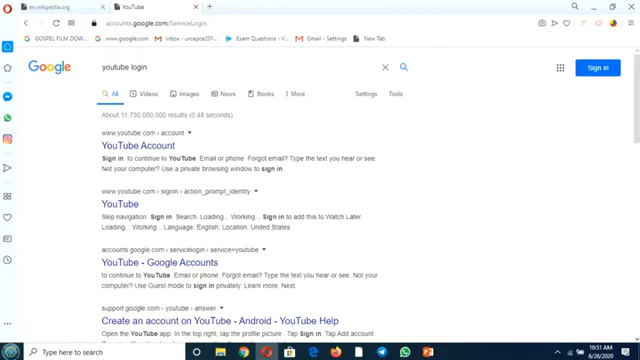 en.wikipedia.org
YouTube
accounts.google.com/ServiceLogin
GOSPEL FILM DOW
www.google.com
Inbox - urcepce201
Exam Questions - V
Gmail - Settings
New Tab
Google
youtube login
Sign in
All
Videos
Images
News
Books
More
Settings
Tools
About 11,730,000,000 results (0.48 seconds)
www.youtube.com › account
YouTube Account
Sign in. to continue to YouTube. Email or phone. Forgot email? Type the text you hear or see.
Not your computer? Use a private browsing window to sign in.
www.youtube.com › signin › action_prompt_identity
YouTube
Skip navigation. Sign in. Search. Loading... Working... Sign in to add this to Watch Later.
Loading... Working... Language: English; Location: United States
accounts.google.com › servicelogin › service=youtube
YouTube - Google Accounts
to continue to YouTube. Email or phone. Forgot email? Type the text you hear or see. Not your
computer? Use Guest mode to sign in privately. Learn more. Next.
support.google.com › youtube › answer
Create an account on YouTube - Android - YouTube Help
Open the YouTube app. In the top right, tap the profile picture . Tap Sign in. Tap Add account.
Type here to search
10:51 AM
6/26/2020